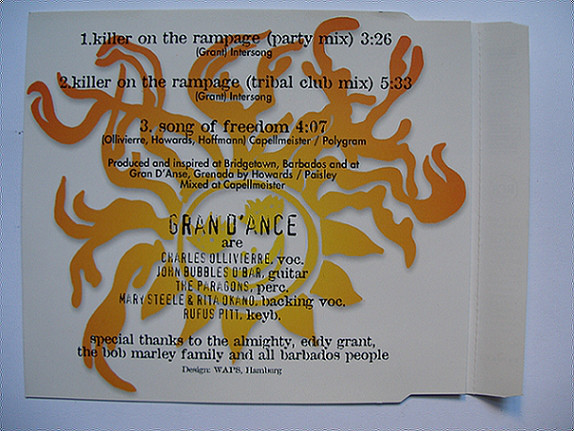 1.killer on the rampage (party mix) 3:26
(Grant) Intersong
2.killer on the rampage (tribal club mix) 5:33
(Grant) Intersong
3. song of freedom 4:07
(Ollivierre, Howards, Hoffmann) Capellmeister / Polygram
Produced and inspired at Bridgetown, Barbados and at
Gran D'Anse, Grenada by Howards / Paisley
Mixed at Capellmeister
GRAND'ANCE
are
CHARLES OLLIVIERRE, voc.
JOHN BUBBLES O'BAR, guitar
THE PARAGONS, perc.
MARY STEELE & RITA OKANO, backing voc.
RUFUS PITT, keyb.
special thanks to the almighty, eddy grant,
the bob marley family and all barbados people
Design: WAPS, Hamburg